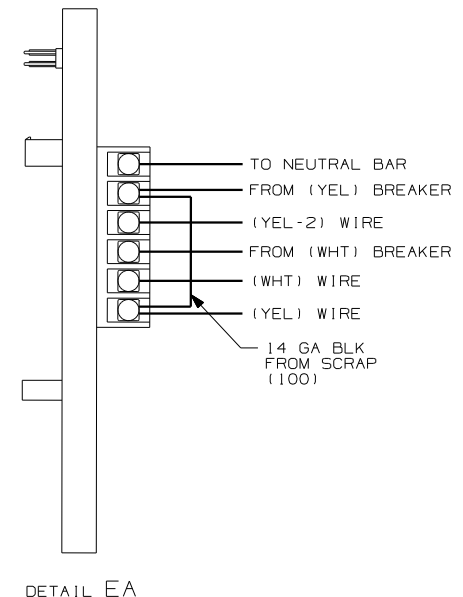 TO NEUTRAL BAR
FROM (YEL) BREAKER
(YEL-2) WIRE
FROM (WHT) BREAKER
(WHT) WIRE
(YEL) WIRE
14 GA BLK
FROM SCRAP
(100)
DETAIL EA